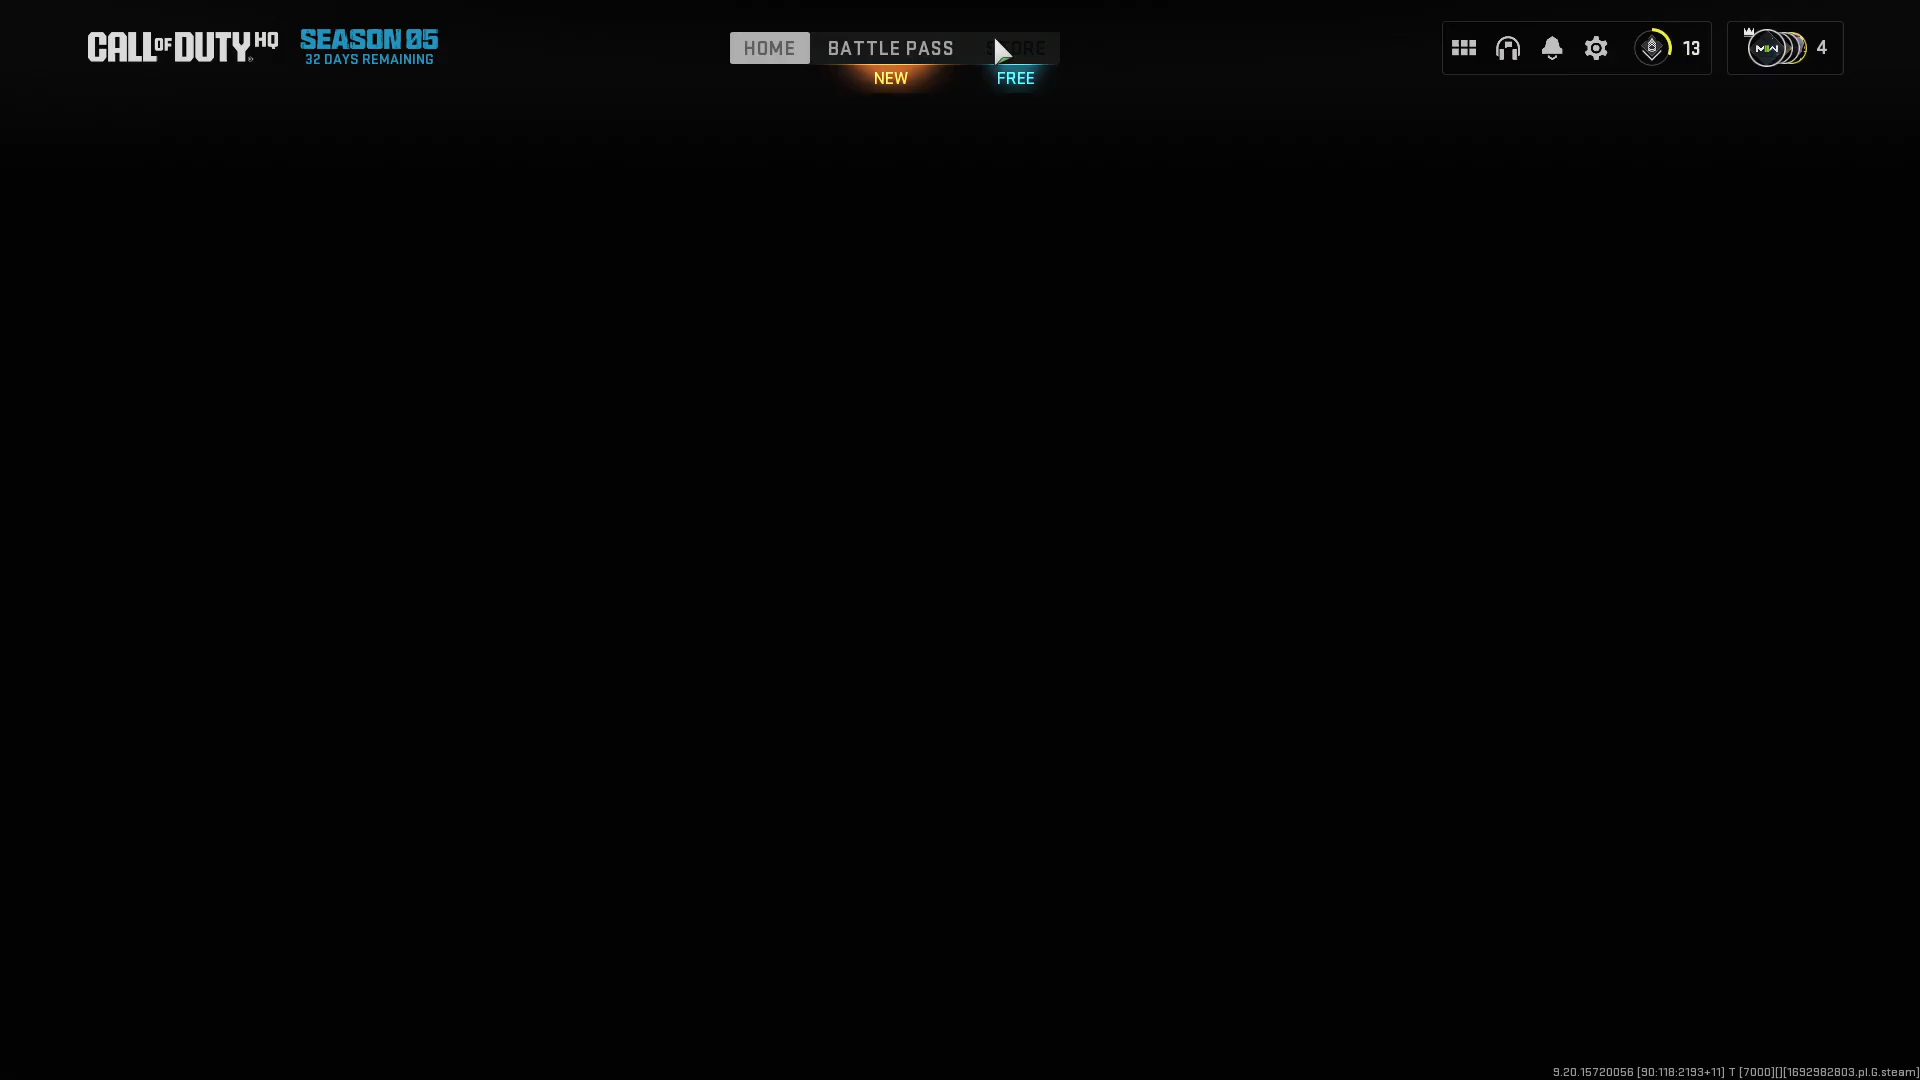 CALL OF DUTY HQ
SEASON 05
32 DAYS REMAINING
HOME
BATTLE PASS
NEW
FREE
13
MW
4
9.20.15720056 [90:118:2193+11] T [7000][][1692982803.pl.G.steam]